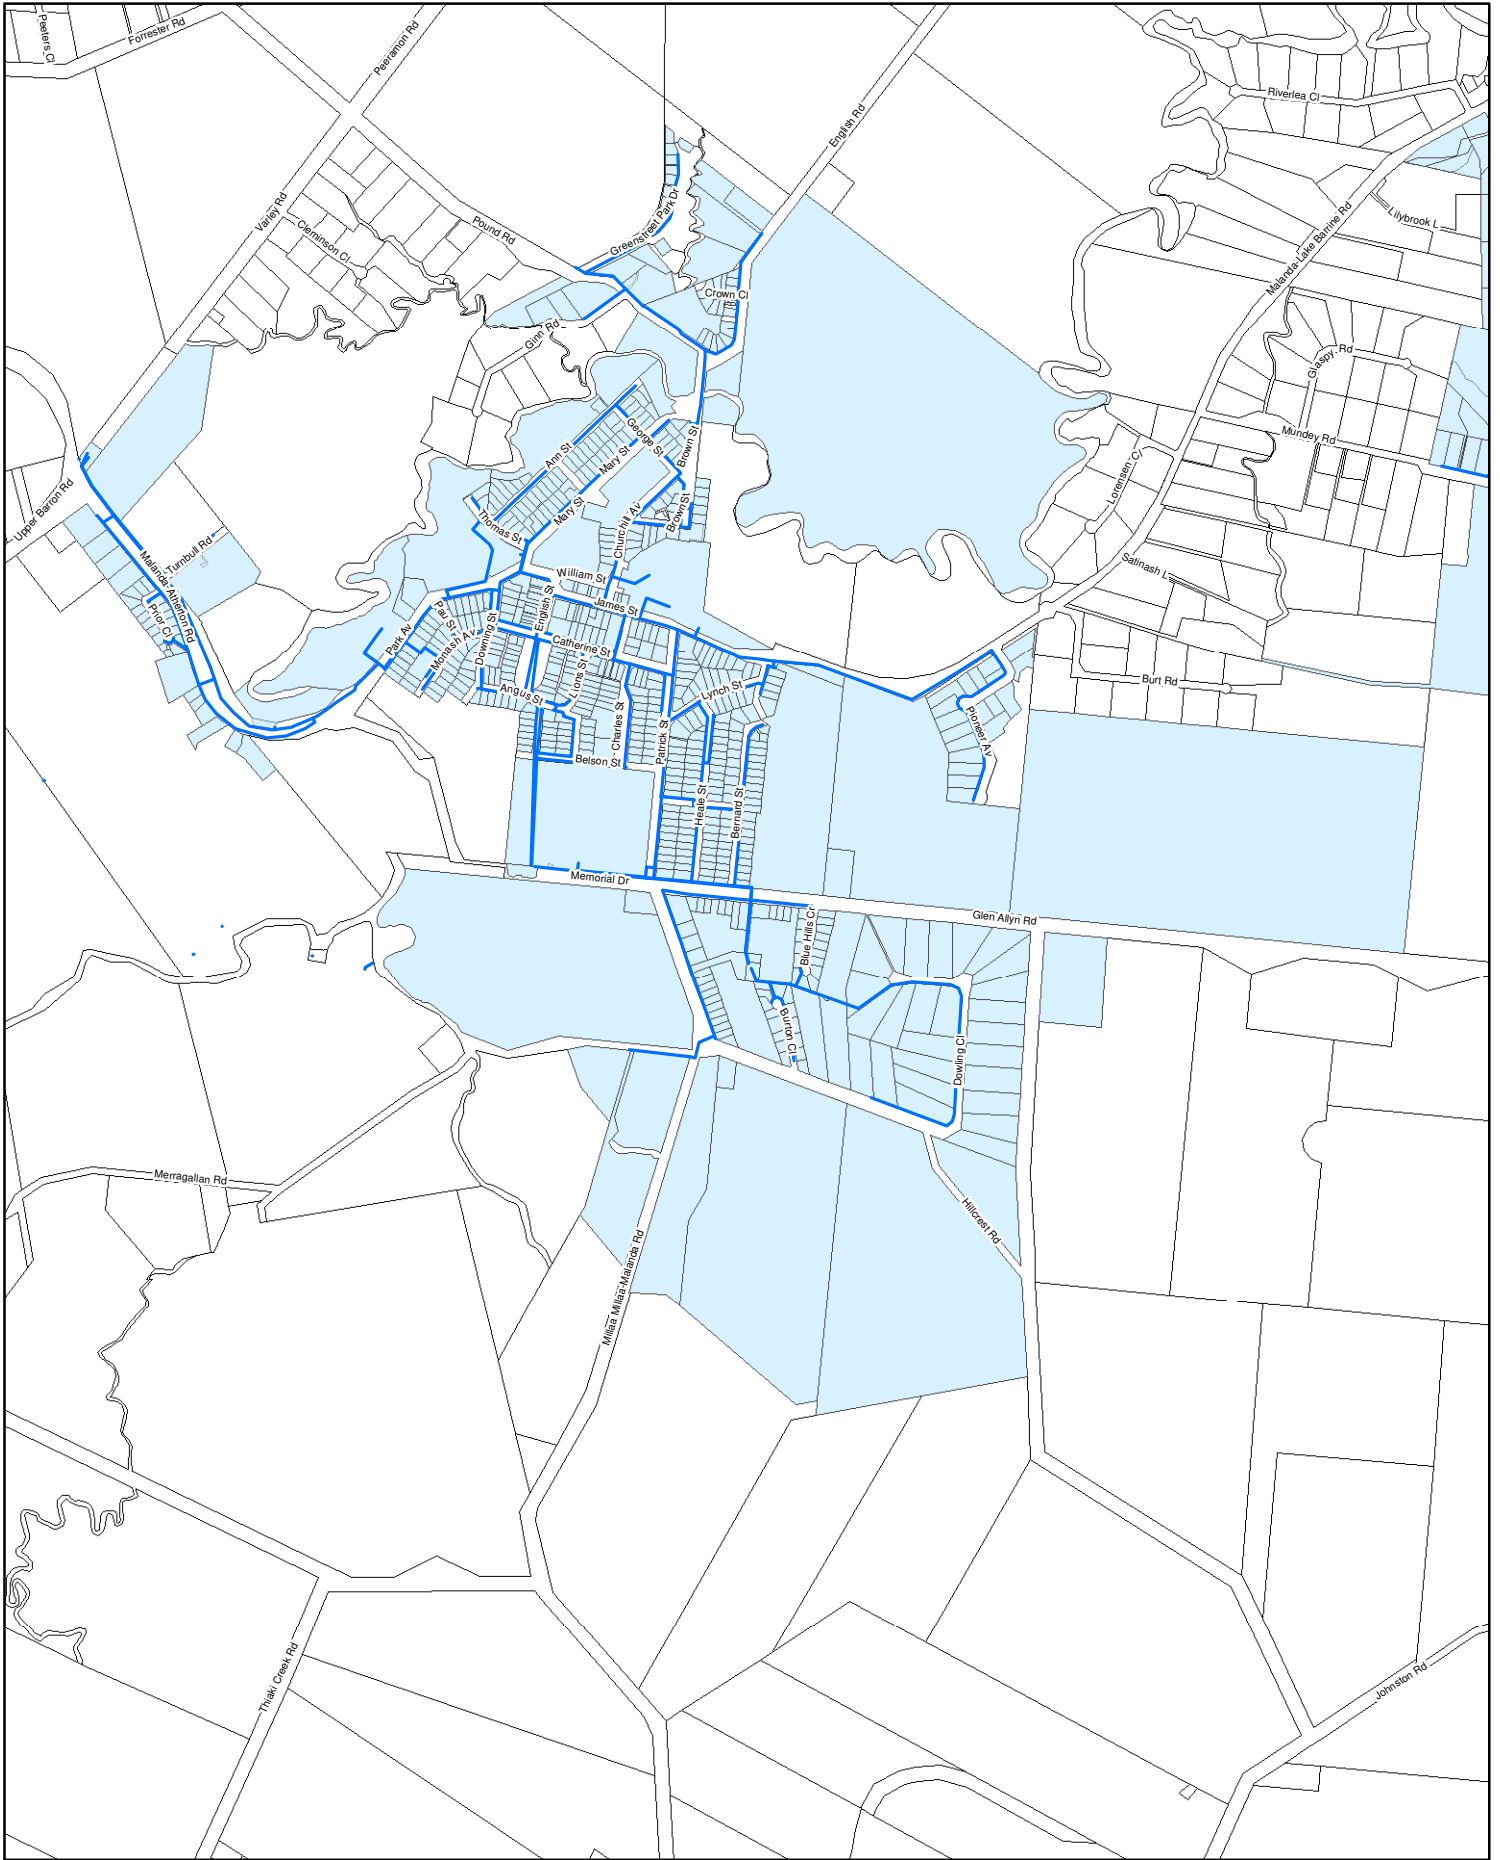 Peeters Cl
Forrester Rd
Peeramon Rd
English Rd
Riverlea Cl
Varley Rd
Cleminson Cl
Pound Rd
Greenstreet Park Dr
Lilybrook L
Malanda-Lake Barrine Rd
Crown Cl
Ginn Rd
Glaspy Rd
Mundey Rd
George St
Brown St
Ann St
Mary St
Lorensen Cl
Upper Barron Rd
Thomas St
Mary St
Churchill Av
Brown St
Turnbull Rd
Malanda-Atherton Rd
William St
Satinash L
English St
James St
Prior Cl
Paul St
Park Av
Monash Av
Downing St
Catherine St
Lions St
Angus St
Lynch St
Burt Rd
Charles St
Patrick St
Pioneer Av
Belson St
Heale St
Bernard St
Memorial Dr
Glen Allyn Rd
Blue Hills Cr
Burton Cl
Dowling Cl
Merragallan Rd
Hillcrest Rd
Millaa Millaa-Malanda Rd
Thiaki Creek Rd
Johnston Rd